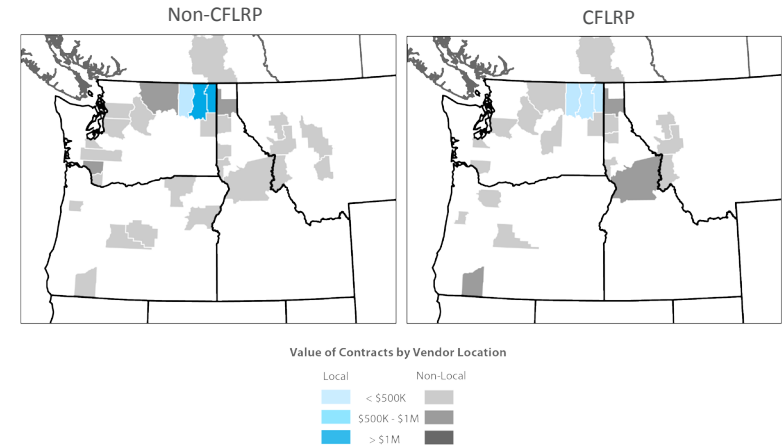 Non-CFLRP
CFLRP
Value of Contracts by Vendor Location
Local
Non-Local
< $500K
$500K - $1M
> $1M